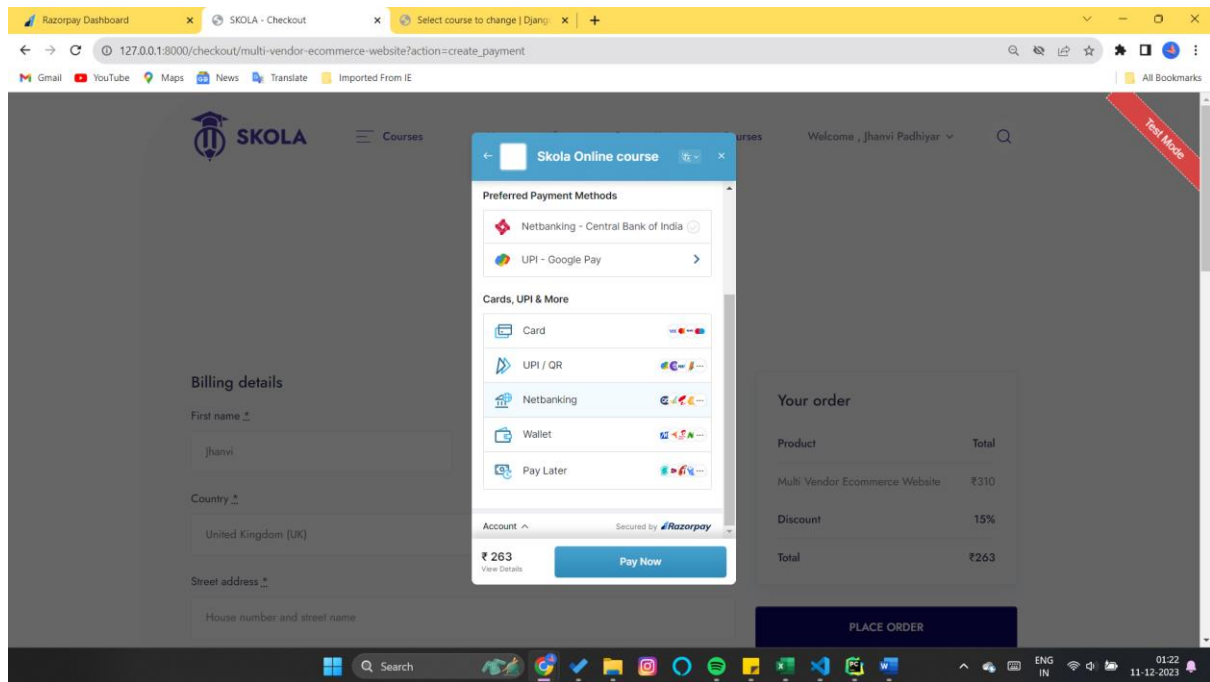 Razorpay Dashboard
SKOLA - Checkout
Select course to change | Djang
127.0.0.1:8000/checkout/multi-vendor-ecommerce-website?action=create_payment
Gmail YouTube Maps News Translate Imported From IE All Bookmarks
Test Mode
SKOLA
Courses
Welcome , Jhanvi Padhiyar
Skola Online course
Preferred Payment Methods
Netbanking - Central Bank of India
UPI - Google Pay
Cards, UPI & More
Card
UPI / QR
Netbanking
Wallet
Pay Later
Account
Secured by Razorpay
₹ 263
View Details
Pay Now
Billing details
First name *
Jhanvi
Country *
United Kingdom (UK)
Street address *
House number and street name
Your order
Product Total
Multi Vendor Ecommerce Website ₹310
Discount 15%
Total ₹263
PLACE ORDER
Search
ENG
IN
01:22
11-12-2023